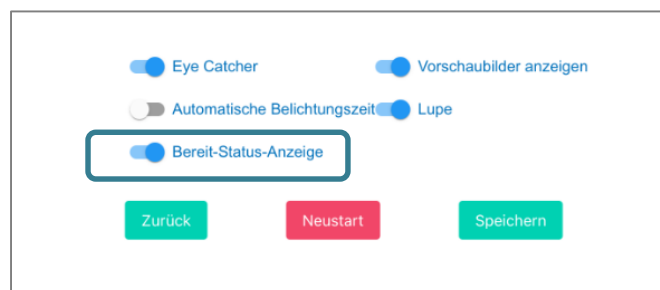 Eye Catcher
Vorschaubilder anzeigen
Automatische Belichtungszeit
Lupe
Bereit-Status-Anzeige
Zurück
Neustart
Speichern